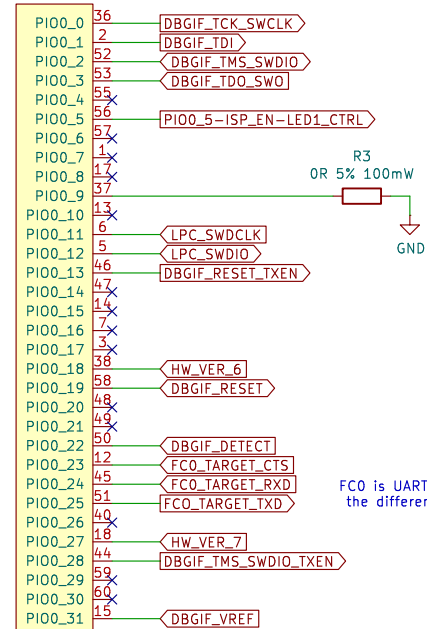 PIO0_0 36 DBGIF_TCK_SWCLK
PIO0_1 2 DBGIF_TDI
PIO0_2 52 DBGIF_TMS_SWDIO
PIO0_3 53 DBGIF_TDO_SWO
PIO0_4 55
PIO0_5 56 PIO0_5-ISP_EN-LED1_CTRL
PIO0_6 57
PIO0_7 1
PIO0_8 17
R3
0R 5% 100mW
PIO0_9 37
PIO0_10 13
PIO0_11 6 LPC_SWDCLK
GND
PIO0_12 5 LPC_SWDIO
PIO0_13 46 DBGIF_RESET_TXEN
PIO0_14 47
PIO0_15 14
PIO0_16 7
PIO0_17 3
PIO0_18 38 HW_VER_6
PIO0_19 58 DBGIF_RESET
PIO0_20 48
PIO0_21 49
PIO0_22 50 DBGIF_DETECT
PIO0_23 12 FC0_TARGET_CTS
PIO0_24 45 FC0_TARGET_RXD
PIO0_25 51 FC0_TARGET_TXD
FC0 is UART
the differe
PIO0_26 40
PIO0_27 18 HW_VER_7
PIO0_28 44 DBGIF_TMS_SWDIO_TXEN
PIO0_29 59
PIO0_30 60
PIO0_31 15 DBGIF_VREF